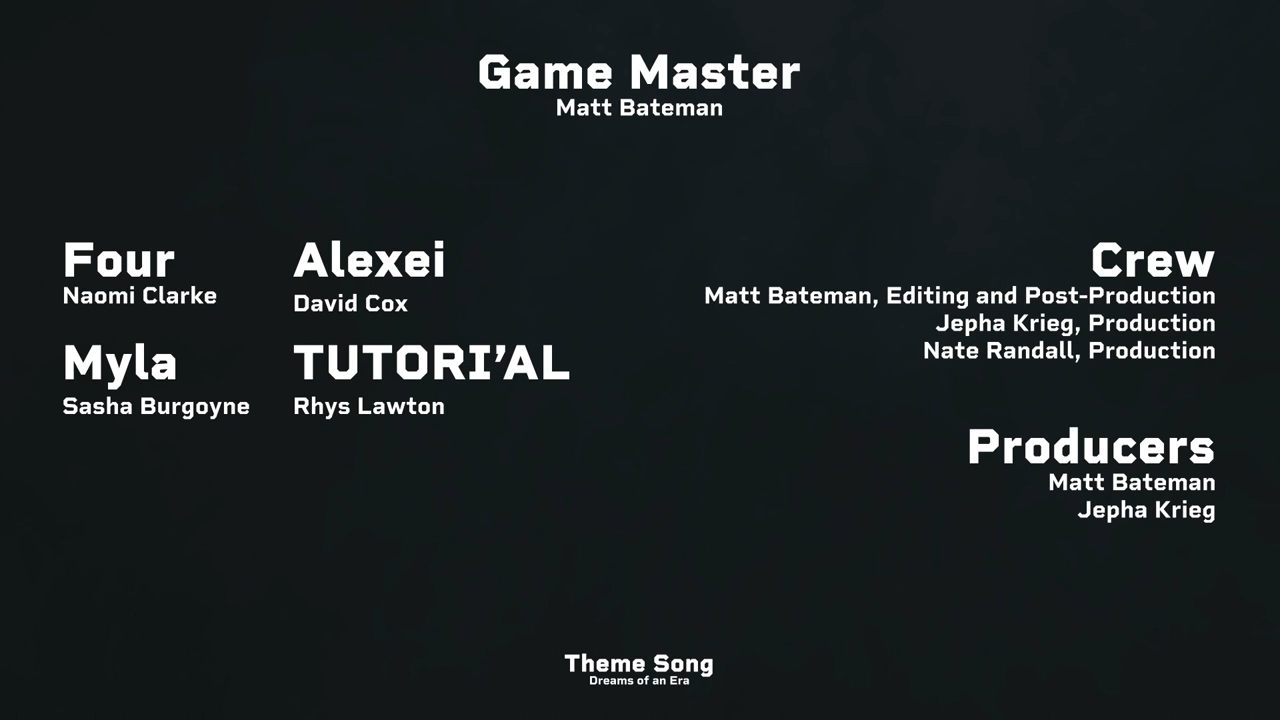 Game Master
Matt Bateman
Four
Naomi Clarke
Alexei
David Cox
Myla
Sasha Burgoyne
TUTORI’AL
Rhys Lawton
Crew
Matt Bateman, Editing and Post-Production
Jepha Krieg, Production
Nate Randall, Production
Producers
Matt Bateman
Jepha Krieg
Theme Song
Dreams of an Era